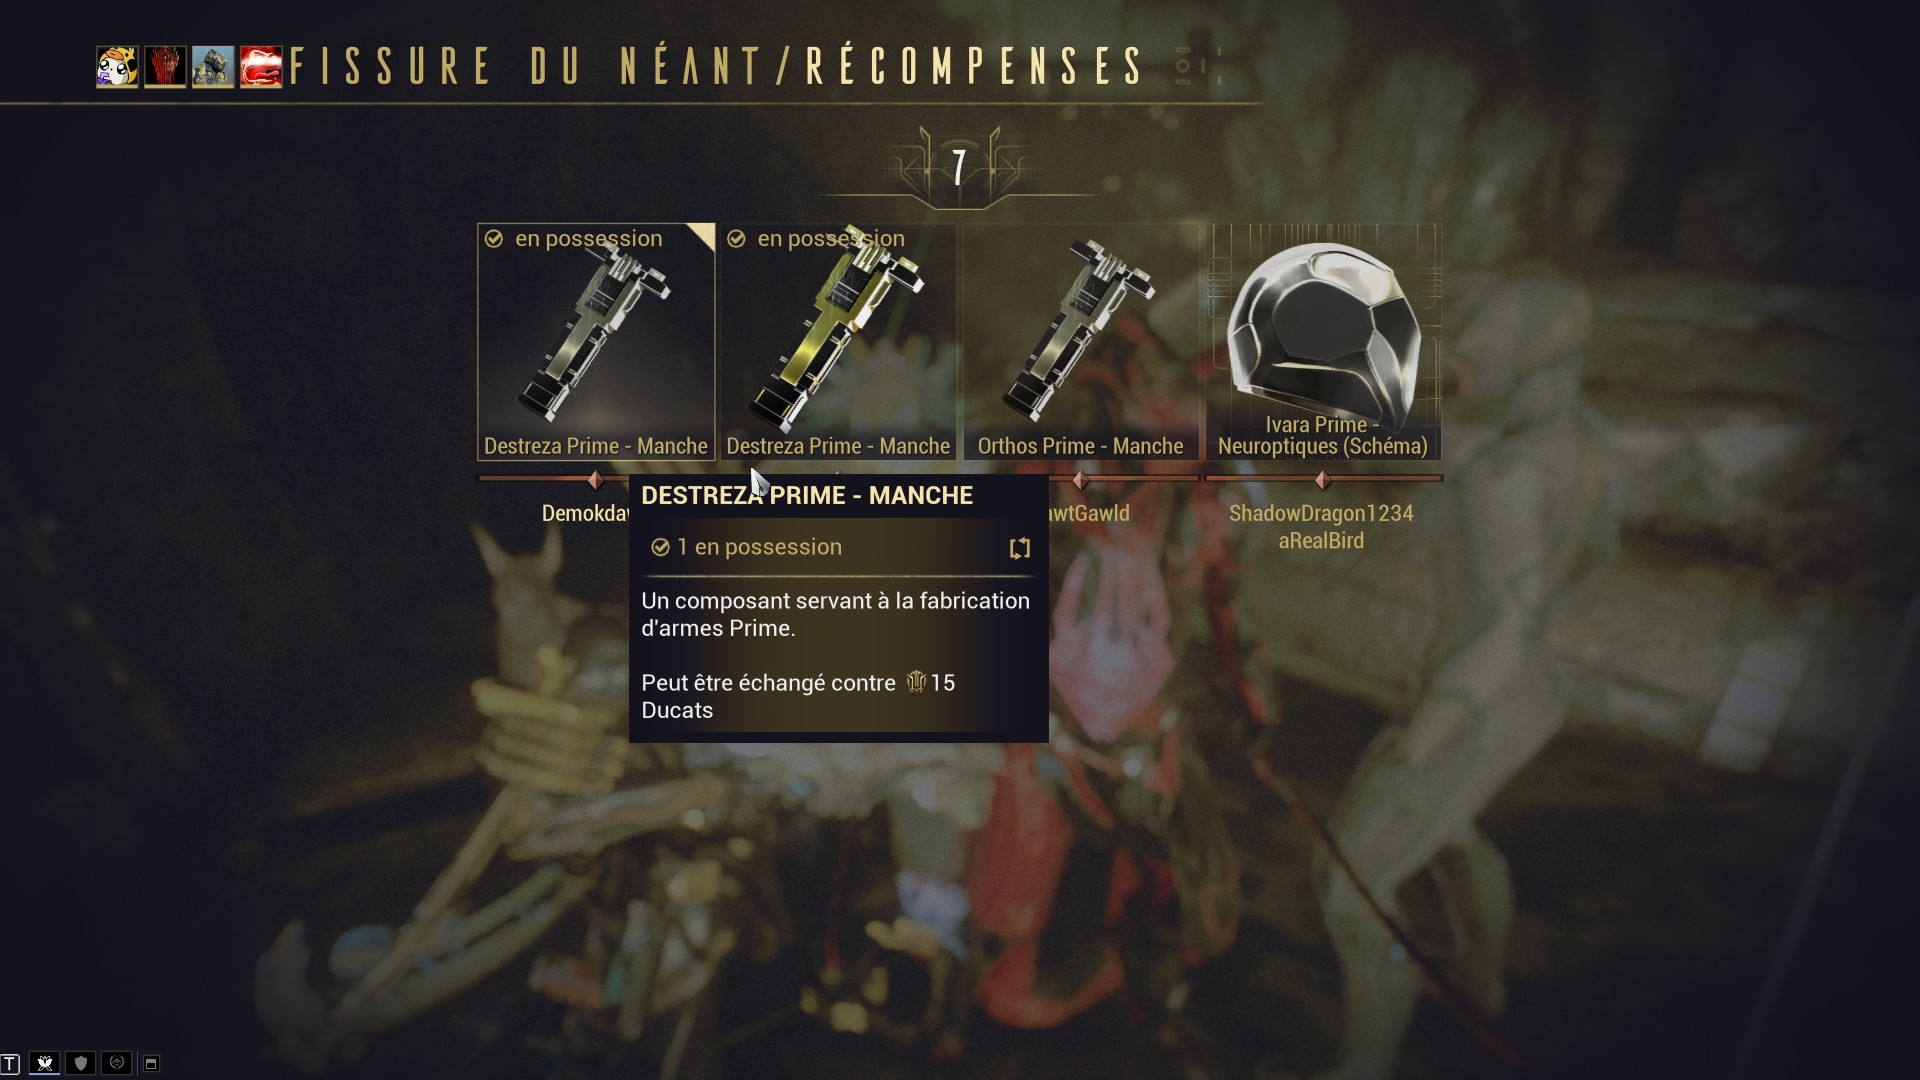 FISSURE DU NÉANT/RÉCOMPENSES
7
en possession
en possession
Destreza Prime - Manche
Destreza Prime - Manche
Orthos Prime - Manche
Ivara Prime -
Neuroptiques (Schéma)
ShadowDragon1234
aRealBird
DESTREZA PRIME - MANCHE
1 en possession
Un composant servant à la fabrication
d'armes Prime.
Peut être échangé contre 15
Ducats
T